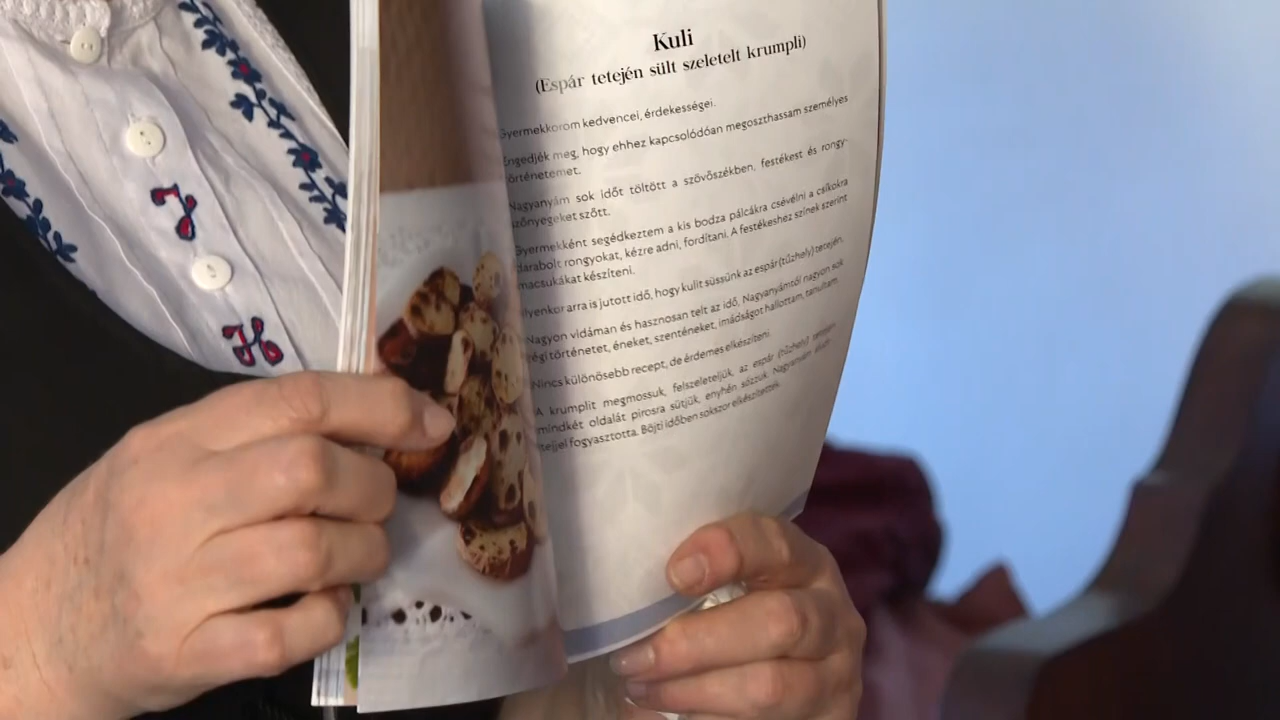 Kuli
(Espár tetején sült szeletelt krumpli)
Gyermekkorom kedvencei, érdekességei.
Engedjék meg, hogy ehhez kapcsolódóan megoszthassam személyes
történetemet.
Nagyanyám sok időt töltött a szövőszékben, festékest és rongy-
szőnyegeket szőtt.
Gyermekként segédkeztem a kis bodza pálcákra csévélni a csíkokra
darabolt rongyokat, kézre adni, fordítani. A festékeshez színek szerint
macsukákat készíteni.
Ilyenkor arra is jutott idő, hogy kulit süssünk az espár (tűzhely) tetején.
Nagyon vidáman és hasznosan telt az idő, Nagyanyámtól nagyon sok
régi történetet, éneket, szenténeket, imádságot hallottam, tanultam.
Nincs különösebb recept, de érdemes elkészíteni.
A krumplit megmossuk, felszeleteljük, az espár (tűzhely) tetején
mindkét oldalát pirosra sütjük, enyhén sózzuk. Nagyanyám aludt
tejjel fogyasztotta. Böjti időben sokszor elkészítették.
J
H